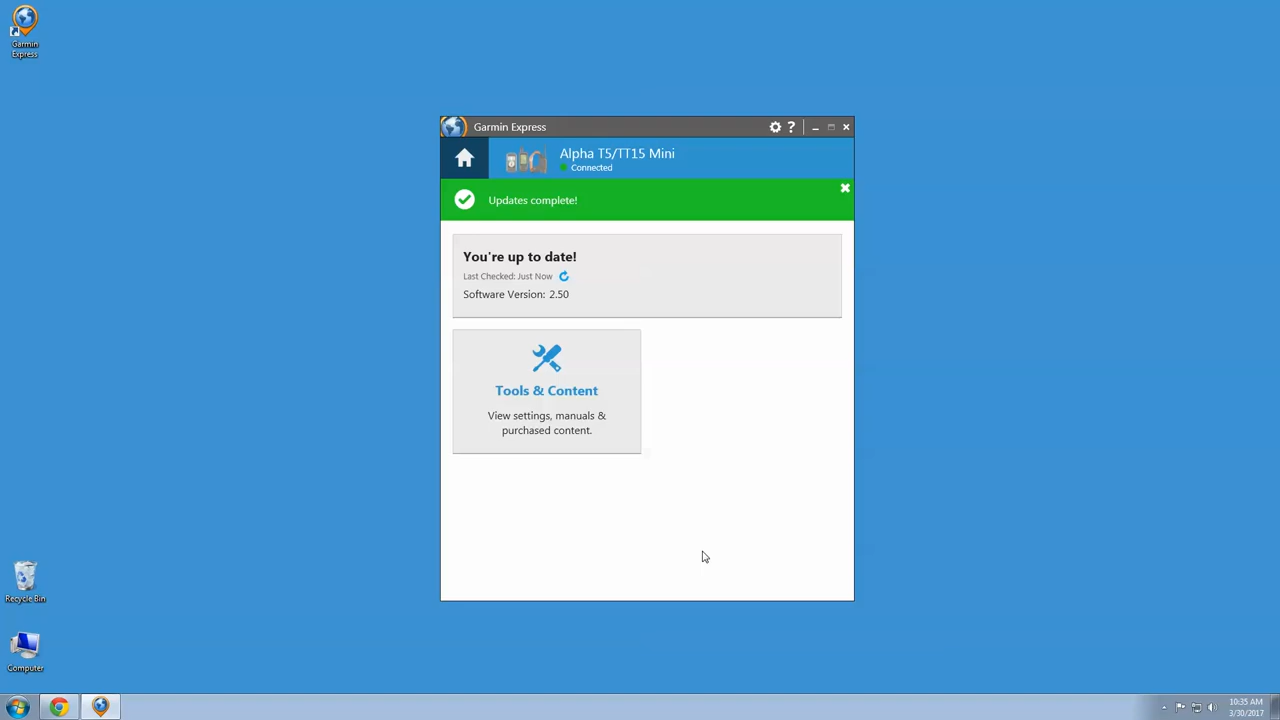 Garmin
Express
Garmin Express
Alpha T5/TT15 Mini
Connected
Updates complete!
You're up to date!
Last Checked: Just Now
Software Version: 2.50
Tools & Content
View settings, manuals &
purchased content.
Recycle Bin
Computer
10:35 AM
3/30/2017